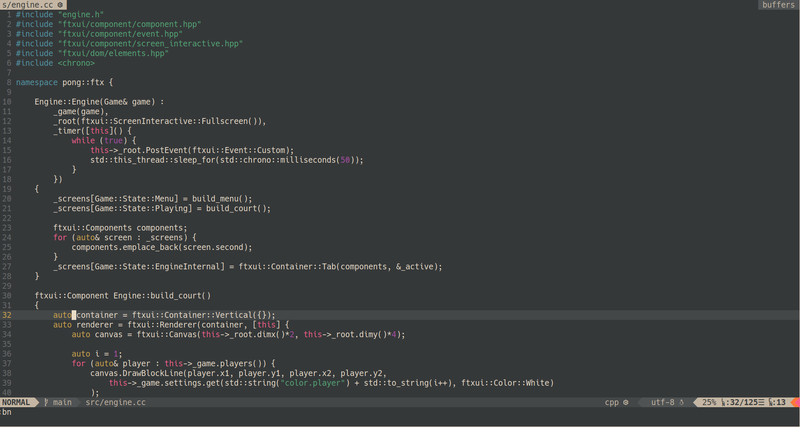 s/engine.cc buffers
1 #include "engine.h"
2 #include "ftxui/component/component.hpp"
3 #include "ftxui/component/event.hpp"
4 #include "ftxui/component/screen_interactive.hpp"
5 #include "ftxui/dom/elements.hpp"
6 #include <chrono>
7
8 namespace pong::ftx {
9
10 Engine::Engine(Game& game) :
11 _game(game),
12 _root(ftxui::ScreenInteractive::Fullscreen()),
13 _timer([this]() {
14 while (true) {
15 this->_root.PostEvent(ftxui::Event::Custom);
16 std::this_thread::sleep_for(std::chrono::milliseconds(50));
17 }
18 })
19 {
20 _screens[Game::State::Menu] = build_menu();
21 _screens[Game::State::Playing] = build_court();
22
23 ftxui::Components components;
24 for (auto& screen : _screens) {
25 components.emplace_back(screen.second);
26 }
27 _screens[Game::State::EngineInternal] = ftxui::Container::Tab(components, &_active);
28 }
29
30 ftxui::Component Engine::build_court()
31 {
32 auto container = ftxui::Container::Vertical({});
33 auto renderer = ftxui::Renderer(container, [this] {
34 auto canvas = ftxui::Canvas(this->_root.dimx()*2, this->_root.dimy()*4);
35
36 auto i = 1;
37 for (auto& player : this->_game.players()) {
38 canvas.DrawBlockLine(player.x1, player.y1, player.x2, player.y2,
39 this->_game.settings.get(std::string("color.player") + std::to_string(i++), ftxui::Color::White)
40 );
NORMAL main src/engine.cc cpp utf-8 25% :32/125 :13
:bn